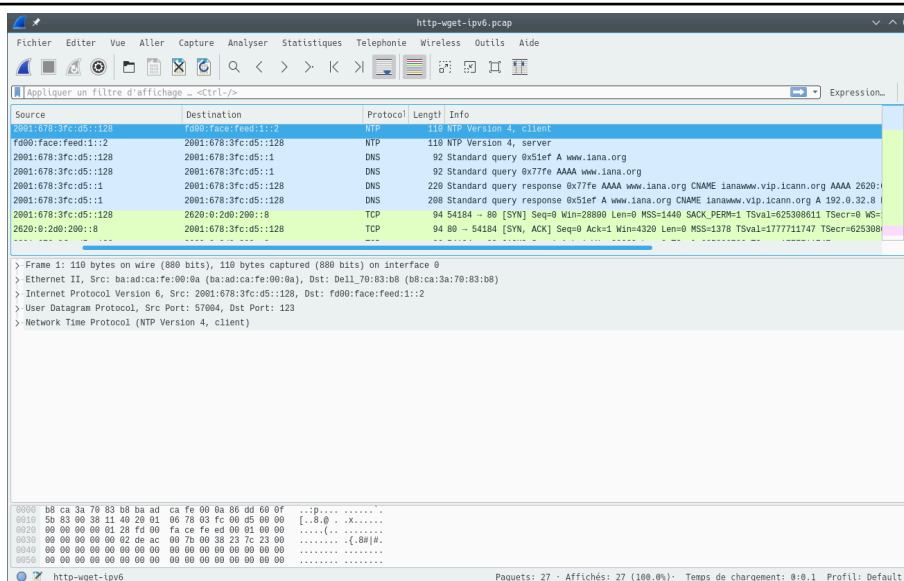 http-wget-ipv6.pcap
Fichier Editer Vue Aller Capture Analyser Statistiques Telephonie Wireless Outils Aide
Appliquer un filtre d'affichage … <Ctrl-/> Expression…
Source Destination Protocol Length Info
2001:678:3fc:d5::128 fd00:face:feed:1::2 NTP 110 NTP Version 4, client
fd00:face:feed:1::2 2001:678:3fc:d5::128 NTP 110 NTP Version 4, server
2001:678:3fc:d5::128 2001:678:3fc:d5::1 DNS 92 Standard query 0x51ef A www.iana.org
2001:678:3fc:d5::128 2001:678:3fc:d5::1 DNS 92 Standard query 0x77fe AAAA www.iana.org
2001:678:3fc:d5::1 2001:678:3fc:d5::128 DNS 220 Standard query response 0x77fe AAAA www.iana.org CNAME ianawww.vip.icann.org AAAA 2620:
2001:678:3fc:d5::1 2001:678:3fc:d5::128 DNS 208 Standard query response 0x51ef A www.iana.org CNAME ianawww.vip.icann.org A 192.0.32.8
2001:678:3fc:d5::128 2620:0:2d0:200::8 TCP 94 54184 → 80 [SYN] Seq=0 Win=28800 Len=0 MSS=1440 SACK_PERM=1 TSval=625308611 TSecr=0 WS=
2620:0:2d0:200::8 2001:678:3fc:d5::128 TCP 94 80 → 54184 [SYN, ACK] Seq=0 Ack=1 Win=4320 Len=0 MSS=1378 TSval=1777711747 TSecr=625308
Frame 1: 110 bytes on wire (880 bits), 110 bytes captured (880 bits) on interface 0
Ethernet II, Src: ba:ad:ca:fe:00:0a (ba:ad:ca:fe:00:0a), Dst: Dell_70:83:b8 (b8:ca:3a:70:83:b8)
Internet Protocol Version 6, Src: 2001:678:3fc:d5::128, Dst: fd00:face:feed:1::2
User Datagram Protocol, Src Port: 57004, Dst Port: 123
Network Time Protocol (NTP Version 4, client)
0000 b8 ca 3a 70 83 b8 ba ad ca fe 00 0a 86 dd 60 0f ..:p.... ......`.
0010 5b 83 00 38 11 40 20 01 06 78 03 fc 00 d5 00 00 [..8.@ . .x......
0020 00 00 00 00 01 28 fd 00 fa ce fe ed 00 01 00 00 .....(.. ........
0030 00 00 00 00 00 02 de ac 00 7b 00 38 23 7c 23 00 ........ .{.8#|#.
0040 00 00 00 00 00 00 00 00 00 00 00 00 00 00 00 00 ........ ........
0050 00 00 00 00 00 00 00 00 00 00 00 00 00 00 00 00 ........ ........
http-wget-ipv6 Paquets: 27 · Affichés: 27 (100.0%) · Temps de chargement: 0:0.1 Profil: Default